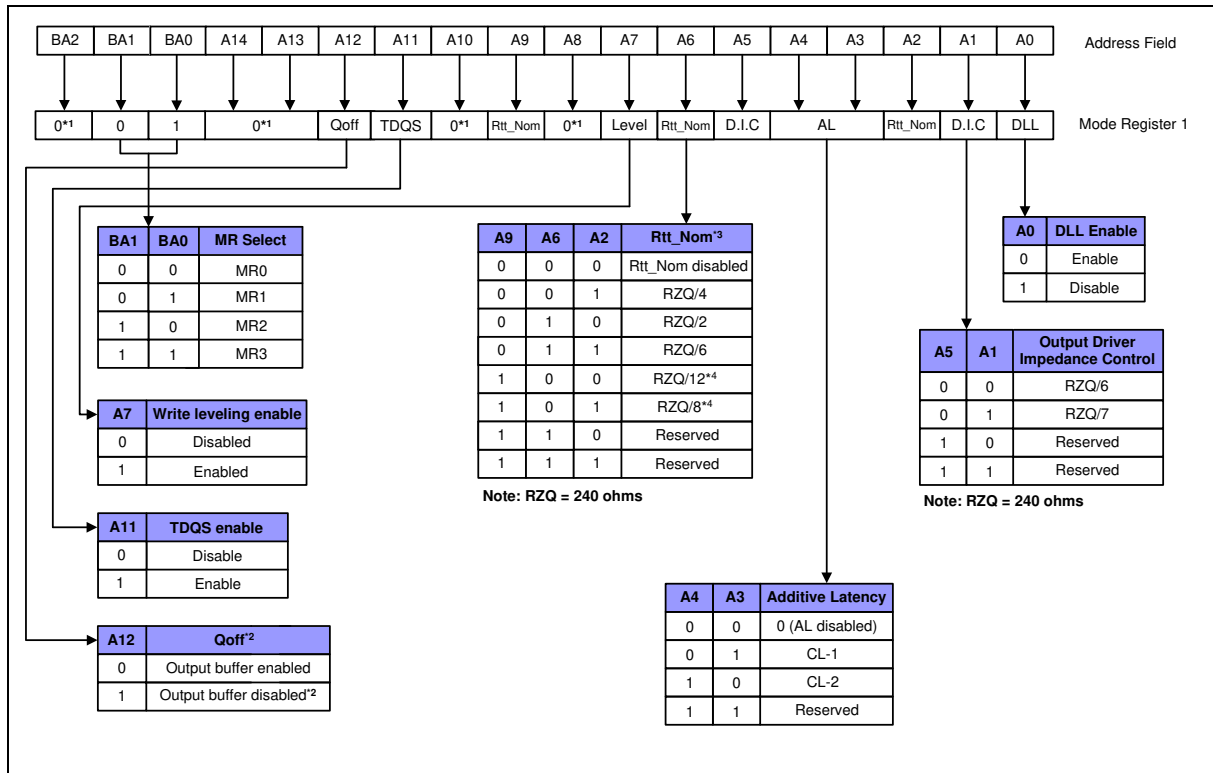 BA2 BA1 BA0 A14 A13 A12 A11 A10 A9 A8 A7 A6 A5 A4 A3 A2 A1 A0 Address Field
0*1 0 1 0*1 Qoff TDQS 0*1 Rtt_Nom 0*1 Level Rtt_Nom D.I.C AL Rtt_Nom D.I.C DLL Mode Register 1
BA1 BA0 MR Select
0 0 MR0
0 1 MR1
1 0 MR2
1 1 MR3
A7 Write leveling enable
0 Disabled
1 Enabled
A11 TDQS enable
0 Disable
1 Enable
A12 Qoff*2
0 Output buffer enabled
1 Output buffer disabled*2
A9 A6 A2 Rtt_Nom*3
0 0 0 Rtt_Nom disabled
0 0 1 RZQ/4
0 1 0 RZQ/2
0 1 1 RZQ/6
1 0 0 RZQ/12*4
1 0 1 RZQ/8*4
1 1 0 Reserved
1 1 1 Reserved
Note: RZQ = 240 ohms
A4 A3 Additive Latency
0 0 0 (AL disabled)
0 1 CL-1
1 0 CL-2
1 1 Reserved
A0 DLL Enable
0 Enable
1 Disable
A5 A1 Output Driver
Impedance Control
0 0 RZQ/6
0 1 RZQ/7
1 0 Reserved
1 1 Reserved
Note: RZQ = 240 ohms